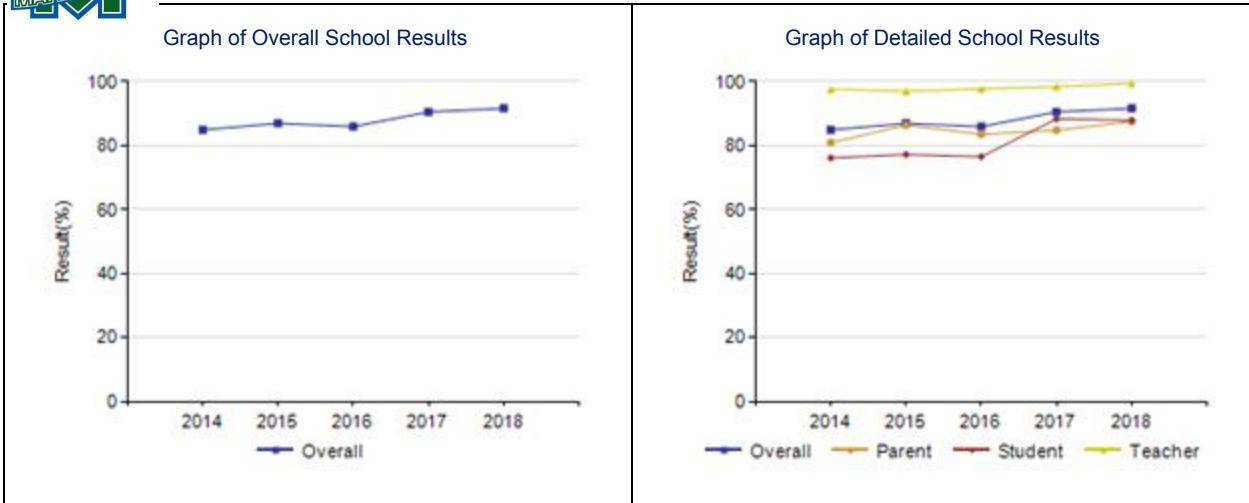 Graph of Overall School Results
100
80
60
40
20
0
Result(%)
2014 2015 2016 2017 2018
Overall
Graph of Detailed School Results
100
80
60
40
20
0
Result(%)
2014 2015 2016 2017 2018
Overall Parent Student Teacher